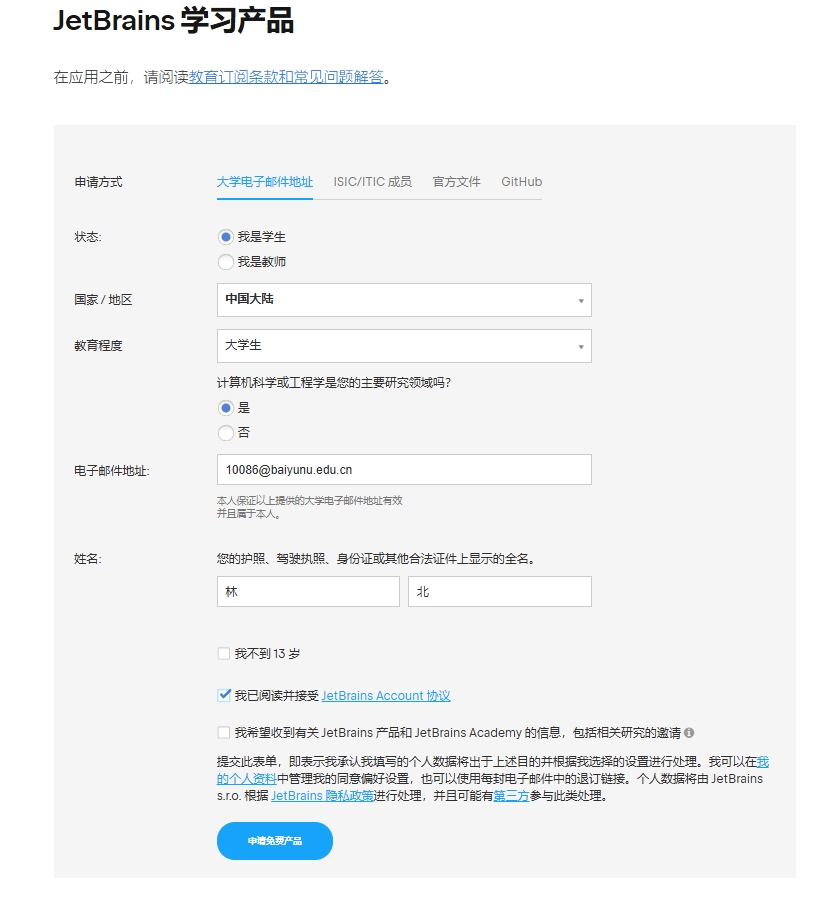 JetBrains 学习产品
在应用之前，请阅读教育订阅条款和常见问题解答。
申请方式 大学电子邮件地址 ISIC/ITIC 成员 官方文件 GitHub
状态: 我是学生
我是教师
国家 / 地区 中国大陆
教育程度 大学生
计算机科学或工程学是您的主要研究领域吗?
是
否
电子邮件地址: 10086@baiyunu.edu.cn
本人保证以上提供的大学电子邮件地址有效
并且属于本人。
姓名: 您的护照、驾驶执照、身份证或其他合法证件上显示的全名。
林 北
我不到 13 岁
我已阅读并接受 JetBrains Account 协议
我希望收到有关 JetBrains 产品和 JetBrains Academy 的信息，包括相关研究的邀请
提交此表单，即表示我承认我填写的个人数据将出于上述目的并根据我选择的设置进行处理。我可以在我
的个人资料中管理我的同意偏好设置，也可以使用每封电子邮件中的退订链接。个人数据将由 JetBrains
s.r.o. 根据 JetBrains 隐私政策进行处理，并且可能有第三方参与此类处理。
申请免费产品